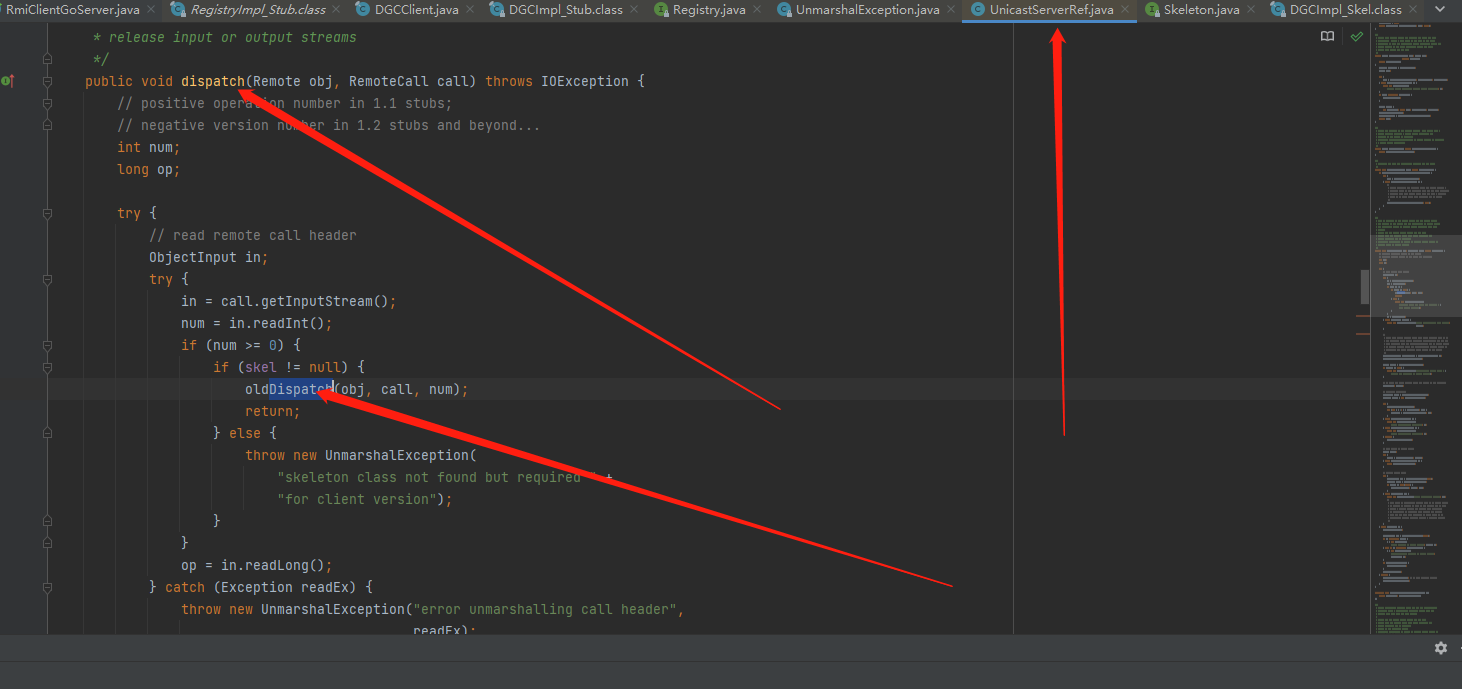 RmiClientGoServer.java RegistryImpl_Stub.class DGCClient.java DGCImpl_Stub.class Registry.java UnmarshalException.java UnicastServerRef.java Skeleton.java DGCImpl_Skel.class
* release input or output streams
*/
public void dispatch(Remote obj, RemoteCall call) throws IOException {
// positive operation number in 1.1 stubs;
// negative version number in 1.2 stubs and beyond...
int num;
long op;
try {
// read remote call header
ObjectInput in;
try {
in = call.getInputStream();
num = in.readInt();
if (num >= 0) {
if (skel != null) {
oldDispatch(obj, call, num);
return;
} else {
throw new UnmarshalException(
"skeleton class not found but required " +
"for client version");
}
}
op = in.readLong();
} catch (Exception readEx) {
throw new UnmarshalException("error unmarshalling call header",
readEx);